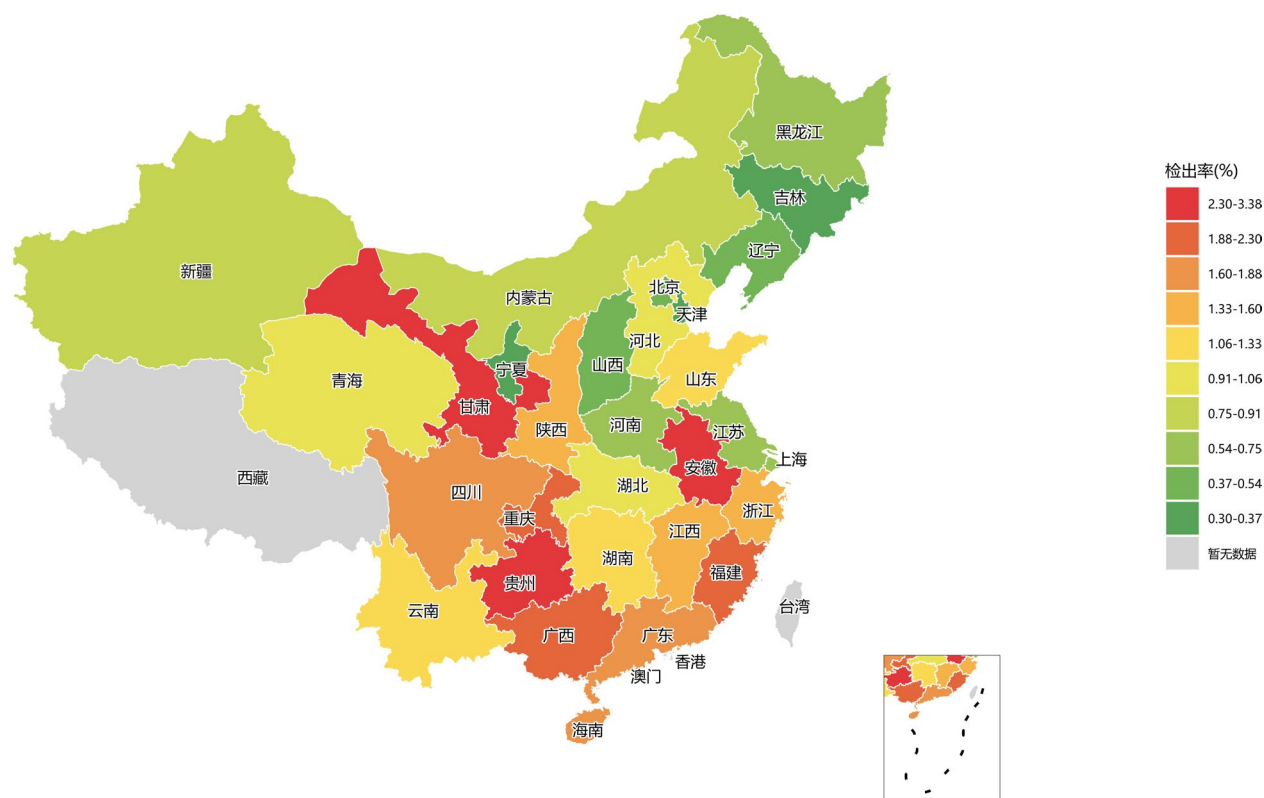 黑龙江
检出率(%)
吉林
2.30-3.38
1.88-2.30
辽宁
新疆
1.60-1.88
北京
内蒙古
1.33-1.60
天津
河北
1.06-1.33
宁夏
山西
青海
山东
0.91-1.06
甘肃
0.75-0.91
河南
陕西
江苏
0.54-0.75
上海
安徽
西藏
湖北
0.37-0.54
四川
浙江
重庆
0.30-0.37
江西
湖南
暂无数据
福建
贵州
台湾
云南
广西
广东
香港
澳门
海南